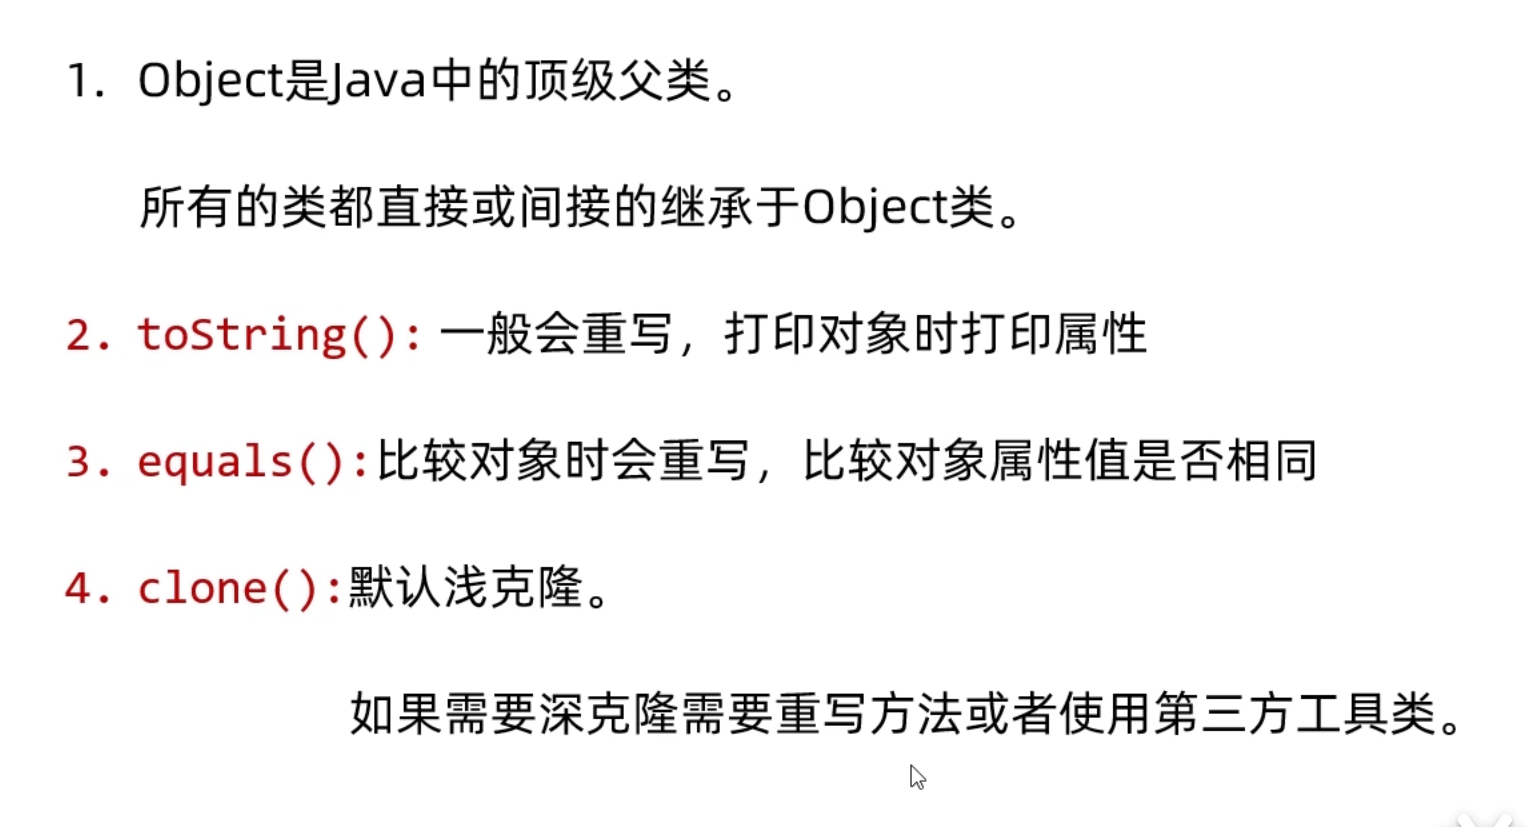 1. Object是Java中的顶级父类。
所有的类都直接或间接的继承于Object类。
2. toString(): 一般会重写，打印对象时打印属性
3. equals():比较对象时会重写，比较对象属性值是否相同
4. clone():默认浅克隆。
如果需要深克隆需要重写方法或者使用第三方工具类。